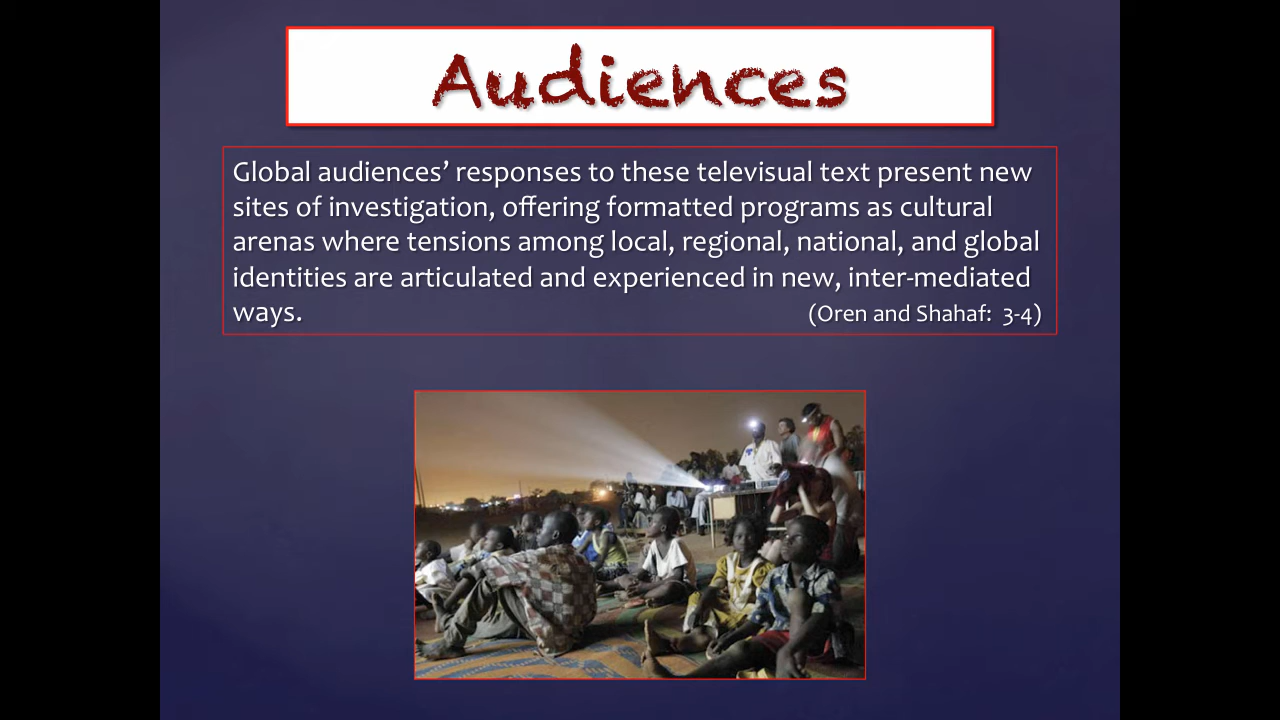 Audiences
Global audiences’ responses to these televisual text present new
sites of investigation, offering formatted programs as cultural
arenas where tensions among local, regional, national, and global
identities are articulated and experienced in new, inter-mediated
ways. (Oren and Shahaf: 3-4)